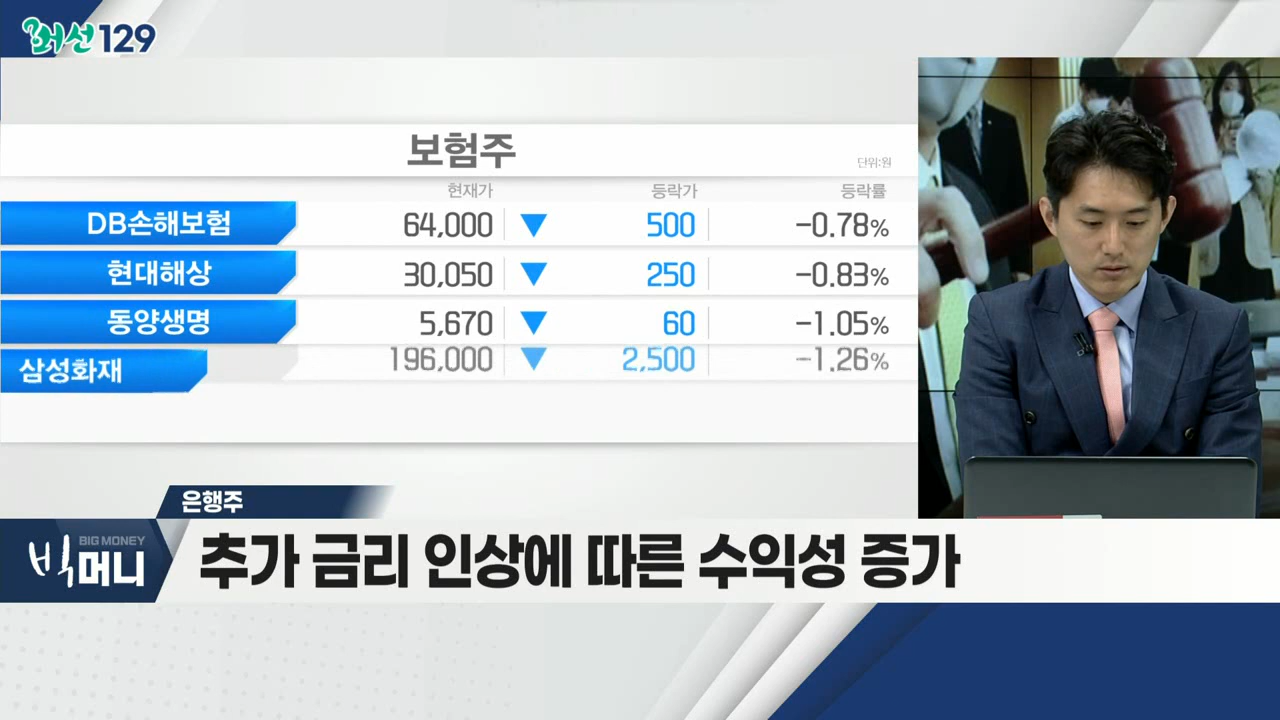 머선129
보험주
단위:원
현재가 등락가 등락률
DB손해보험 64,000 ▼ 500 -0.78%
현대해상 30,050 ▼ 250 -0.83%
동양생명 5,670 ▼ 60 -1.05%
삼성화재 196,000 ▼ 2,500 -1.26%
은행주
BIG MONEY
빅머니
추가 금리 인상에 따른 수익성 증가